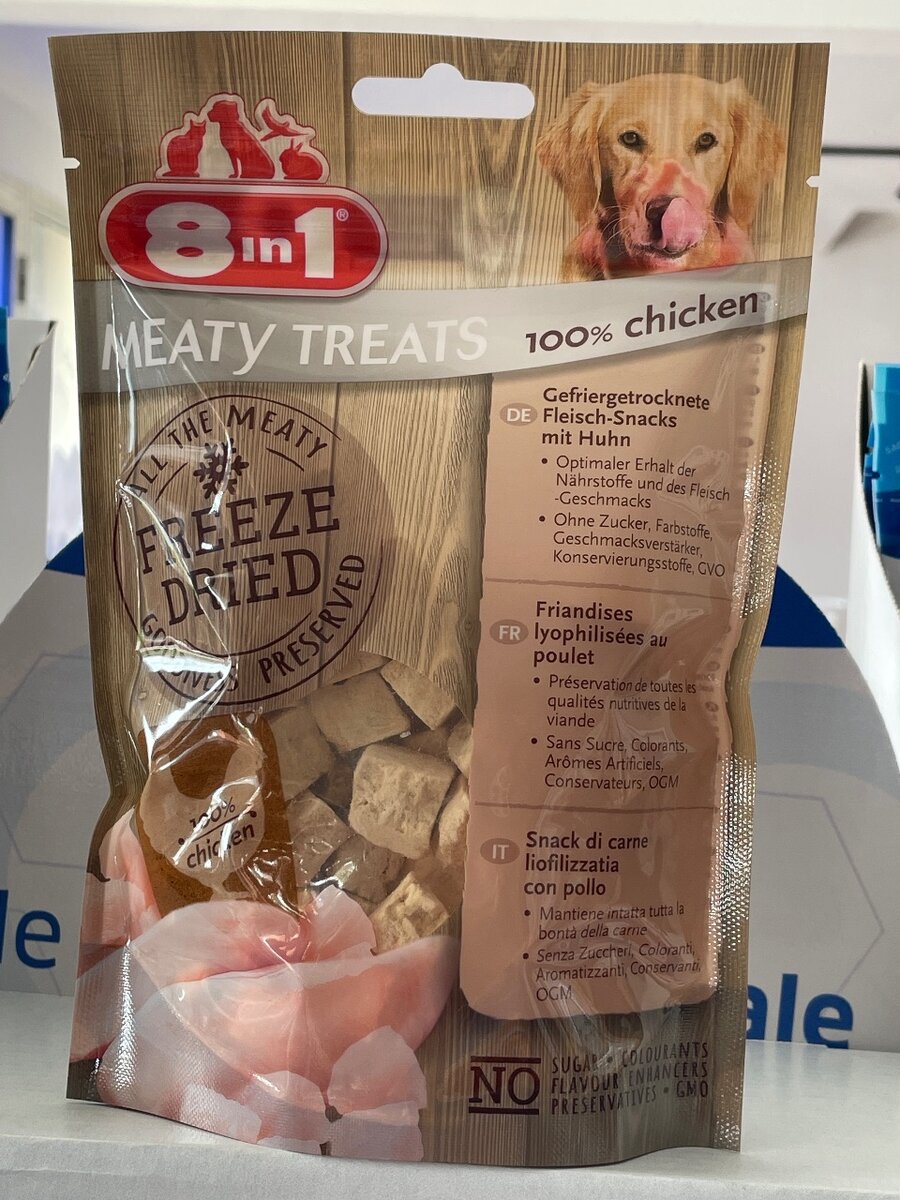 8in1®
MEATY TREATS
100% chicken
ALL THE MEATY
FREEZE
DRIED
GOODNESS PRESERVED
100%
chicken
DE
Gefriergetrocknete
Fleisch-Snacks
mit Huhn
• Optimaler Erhalt der
Nährstoffe und des Fleisch
-Geschmacks
• Ohne Zucker, Farbstoffe,
Geschmacksverstärker,
Konservierungsstoffe, GVO
FR
Friandises
lyophilisées au
poulet
• Préservation de toutes les
qualités nutritives de la
viande
• Sans Sucre, Colorants,
Arômes Artificiels,
Conservateurs, OGM
IT
Snack di carne
liofilizzatia
con pollo
• Mantiene intatta tutta la
bontà della carne
• Senza Zuccheri, Coloranti,
Aromatizzanti, Conservanti,
OGM
NO
SUGAR • COLOURANTS
FLAVOUR ENHANCERS
PRESERVATIVES • GMO
le
ale